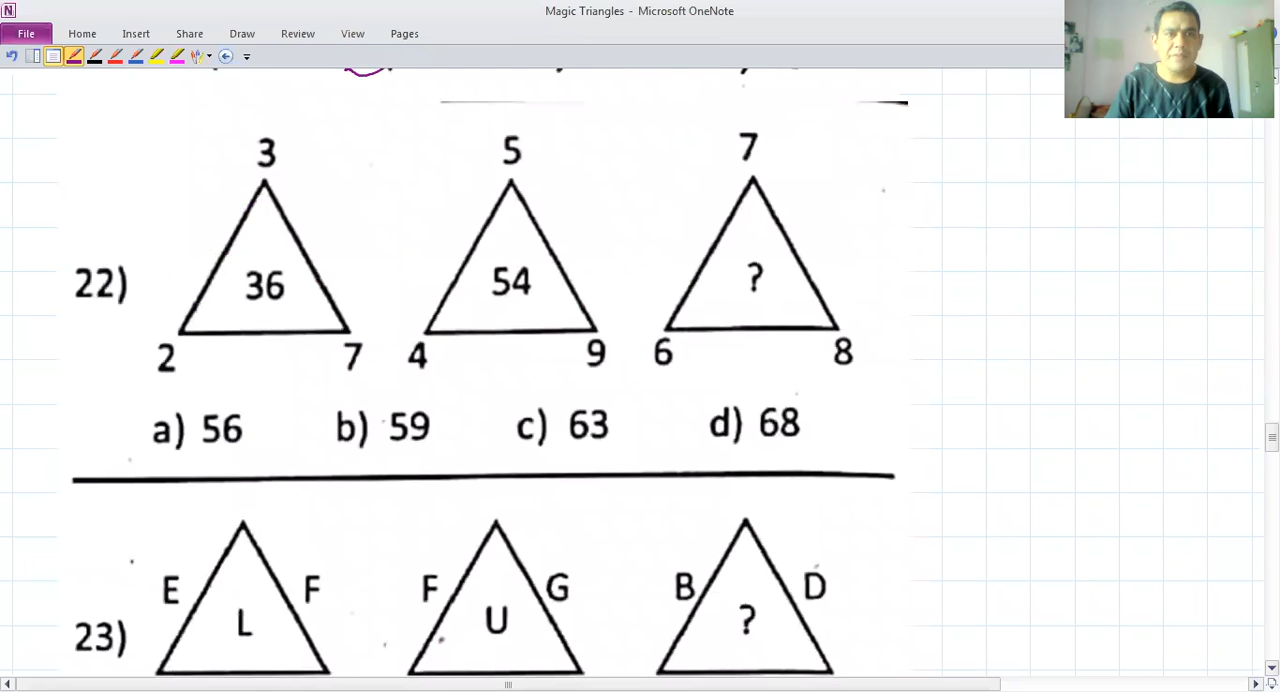 Magic Triangles - Microsoft OneNote
File Home Insert Share Draw Review View Pages
3 5 7
22) 36 54 ?
2 7 4 9 6 8
a) 56 b) 59 c) 63 d) 68
E F F G B D
23) L U ?